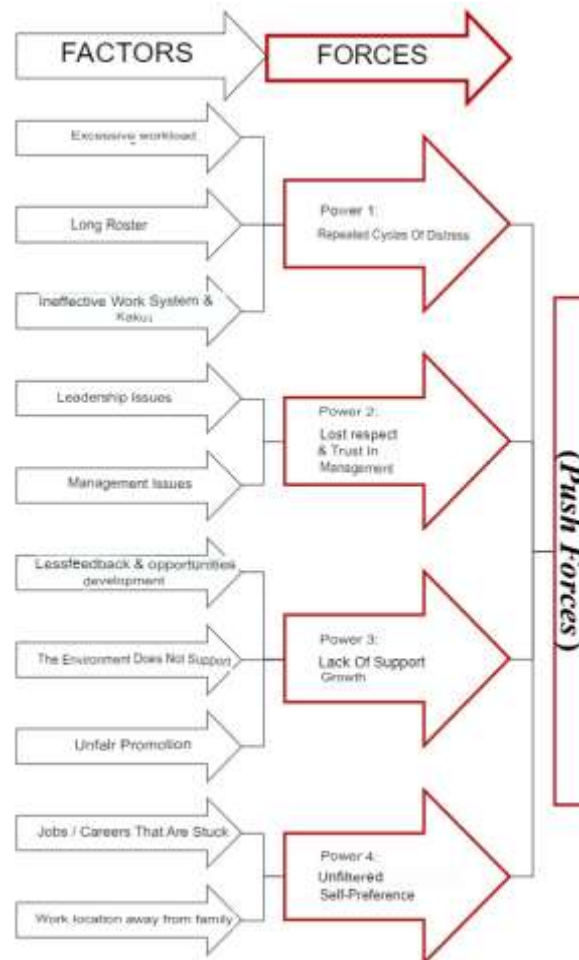 FACTORS
FORCES
Excessive workload
Long Roster
Ineffective Work System &
Kaku
Power 1:
Repeated Cycles Of Distress
Leadership Issues
Management Issues
Power 2:
Lost respect
& Trust In
Management
Lessfeedback & opportunities
development
The Environment Does Not Support
Unfair Promotion
Power 3:
Lack Of Support
Growth
Jobs / Careers That Are Stuck
Work location away from family
Power 4:
Unfiltered
Self-Preference
(Push Forces)